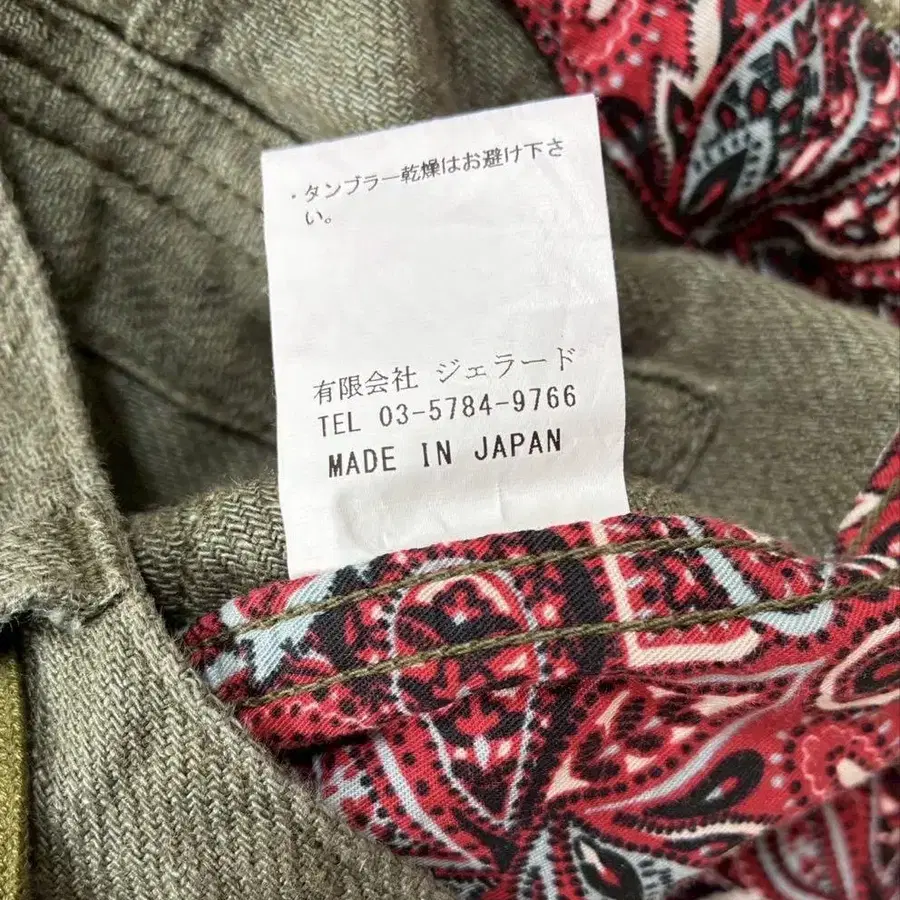 ・タンブラー乾燥はお避け下さ
い。
有限会社 ジェラード
TEL 03-5784-9766
MADE IN JAPAN